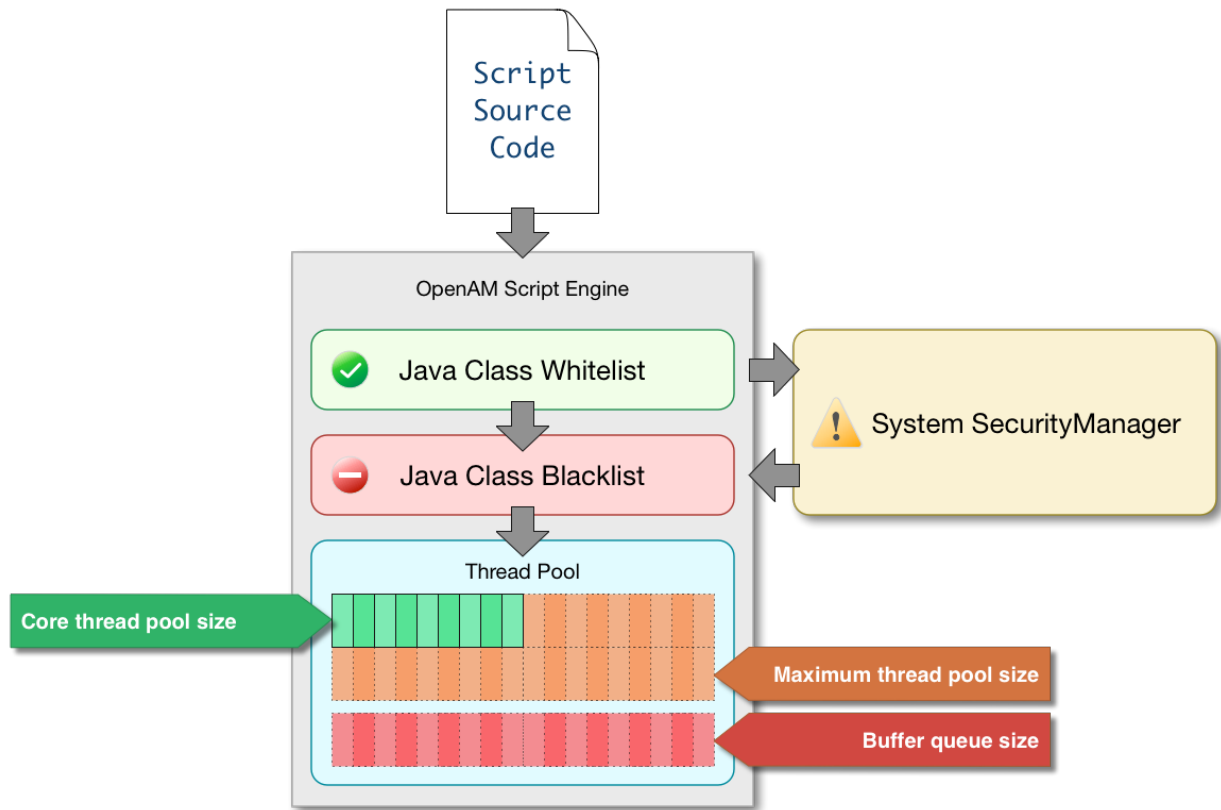 Script
Source
Code
OpenAM Script Engine
Java Class Whitelist
System SecurityManager
Java Class Blacklist
Thread Pool
Core thread pool size
Maximum thread pool size
Buffer queue size